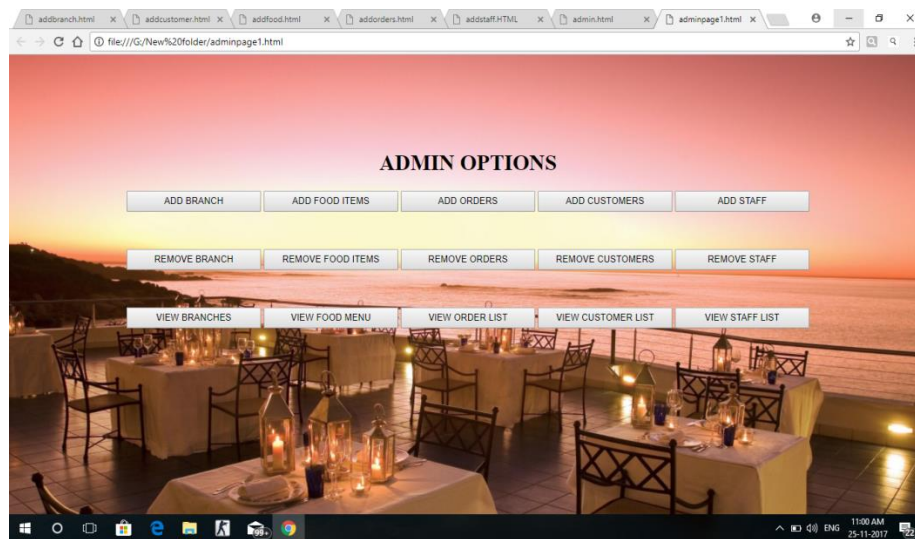 addbranch.html addcustomer.html addfood.html addorders.html addstaff.HTML admin.html adminpage1.html
file:///G:/New%20folder/adminpage1.html
ADMIN OPTIONS
ADD BRANCH ADD FOOD ITEMS ADD ORDERS ADD CUSTOMERS ADD STAFF
REMOVE BRANCH REMOVE FOOD ITEMS REMOVE ORDERS REMOVE CUSTOMERS REMOVE STAFF
VIEW BRANCHES VIEW FOOD MENU VIEW ORDER LIST VIEW CUSTOMER LIST VIEW STAFF LIST
99+ ENG 11:00 AM
25-11-2017 22